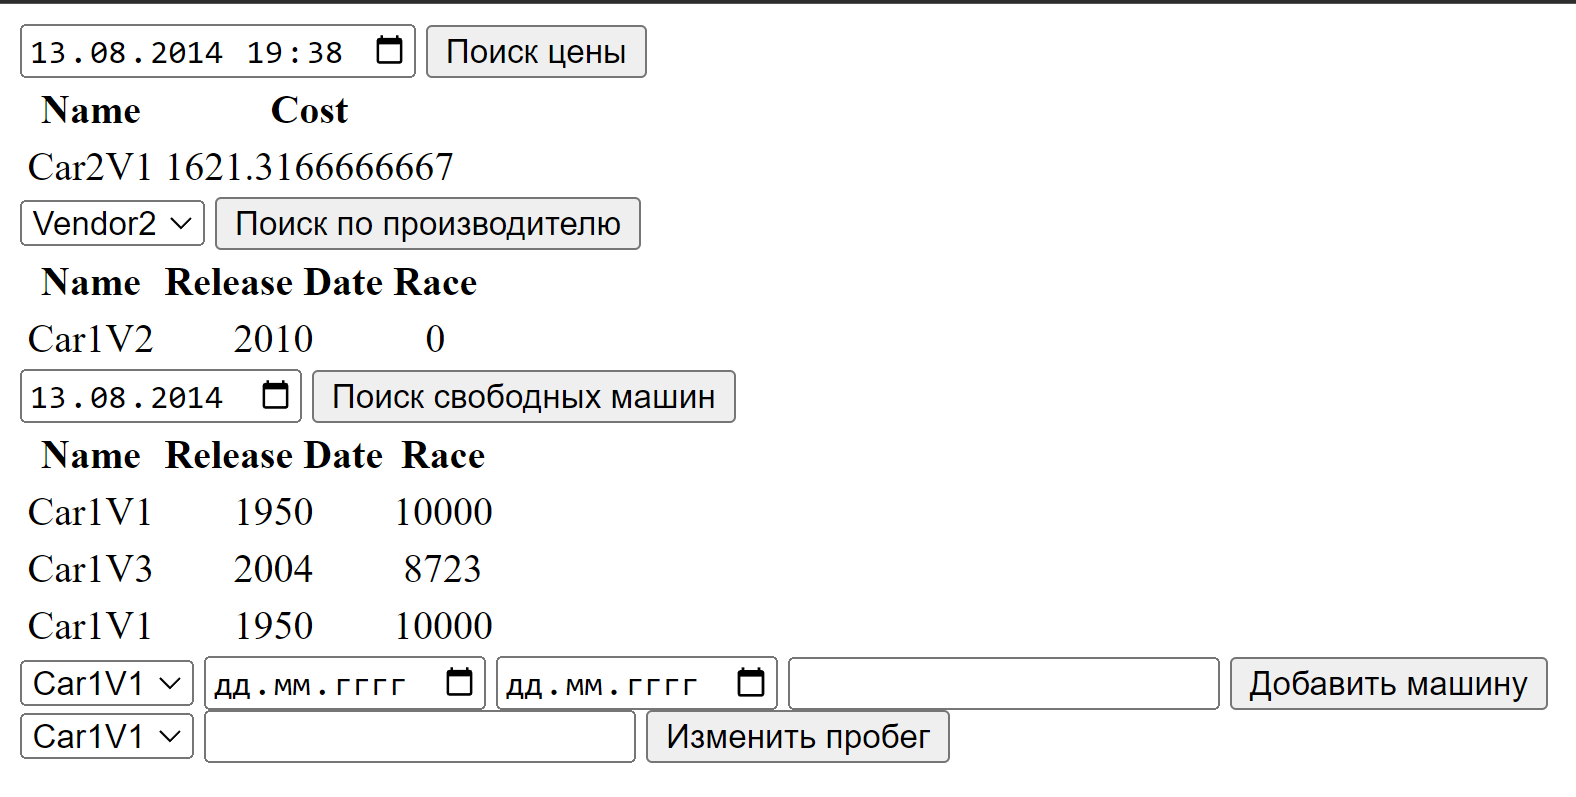 13.08.2014 19:38 Поиск цены
Name Cost
Car2V1 1621.3166666667
Vendor2 Поиск по производителю
Name Release Date Race
Car1V2 2010 0
13.08.2014 Поиск свободных машин
Name Release Date Race
Car1V1 1950 10000
Car1V3 2004 8723
Car1V1 1950 10000
Car1V1 дд.мм.гггг дд.мм.гггг Добавить машину
Car1V1 Изменить пробег